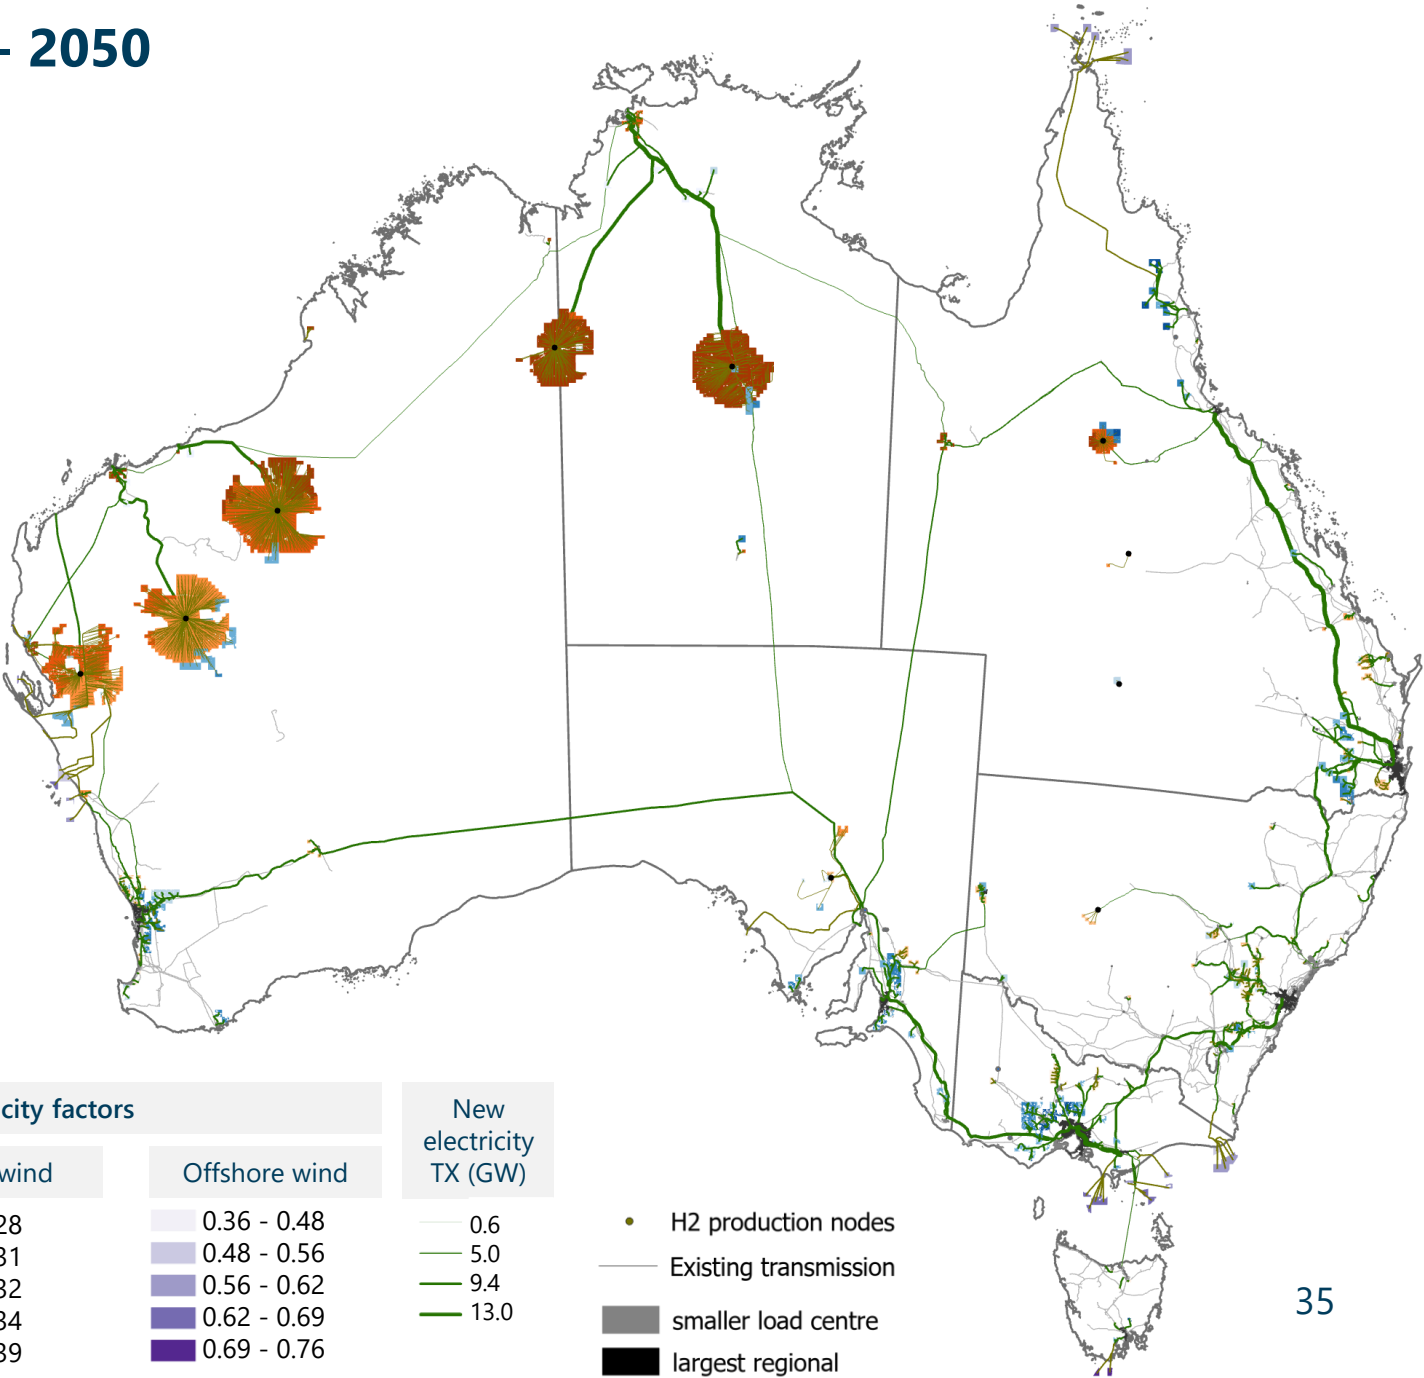 - 2050
city factors
wind
Offshore wind
New
electricity
TX (GW)
28
31
32
34
39
0.36 - 0.48
0.48 - 0.56
0.56 - 0.62
0.62 - 0.69
0.69 - 0.76
0.6
5.0
9.4
13.0
H2 production nodes
Existing transmission
smaller load centre
largest regional
35